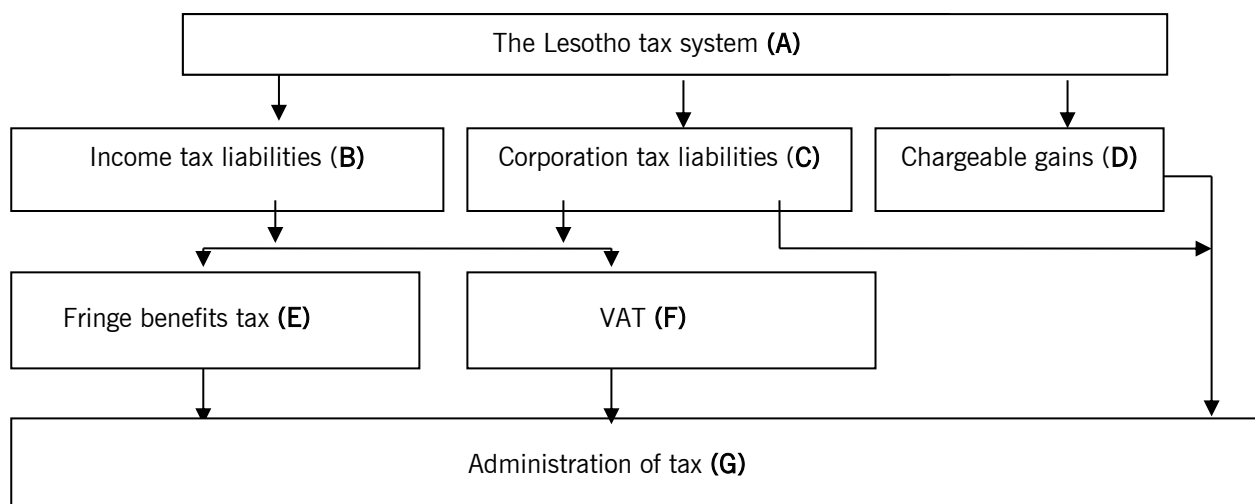 The Lesotho tax system (A)
Income tax liabilities (B)
Corporation tax liabilities (C)
Chargeable gains (D)
Fringe benefits tax (E)
VAT (F)
Administration of tax (G)